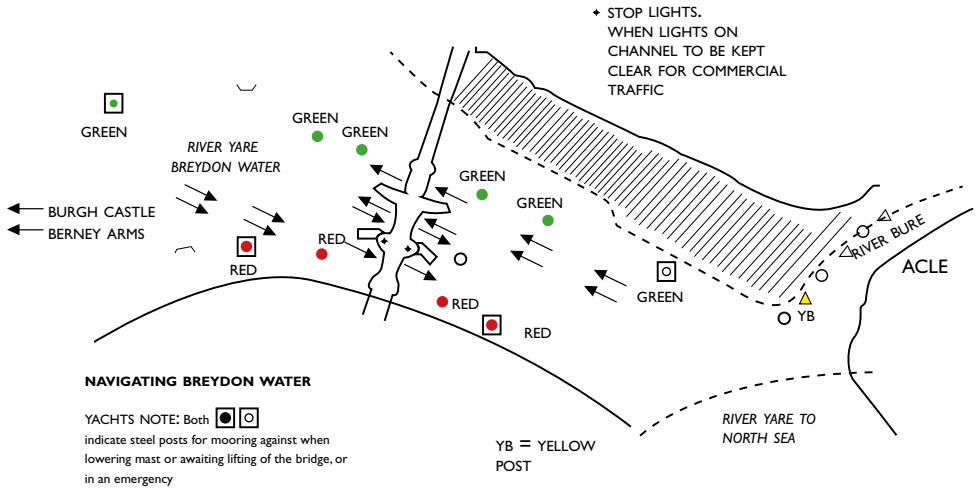 ✦ STOP LIGHTS.
WHEN LIGHTS ON
CHANNEL TO BE KEPT
CLEAR FOR COMMERCIAL
TRAFFIC
GREEN
GREEN
GREEN
RIVER YARE
BREYDON WATER
GREEN
GREEN
BURGH CASTLE
BERNEY ARMS
RED
RED
RIVER BURE
ACLE
GREEN
RED
YB
RED
NAVIGATING BREYDON WATER
YACHTS NOTE: Both
indicate steel posts for mooring against when
lowering mast or awaiting lifting of the bridge, or
in an emergency
YB = YELLOW
POST
RIVER YARE TO
NORTH SEA